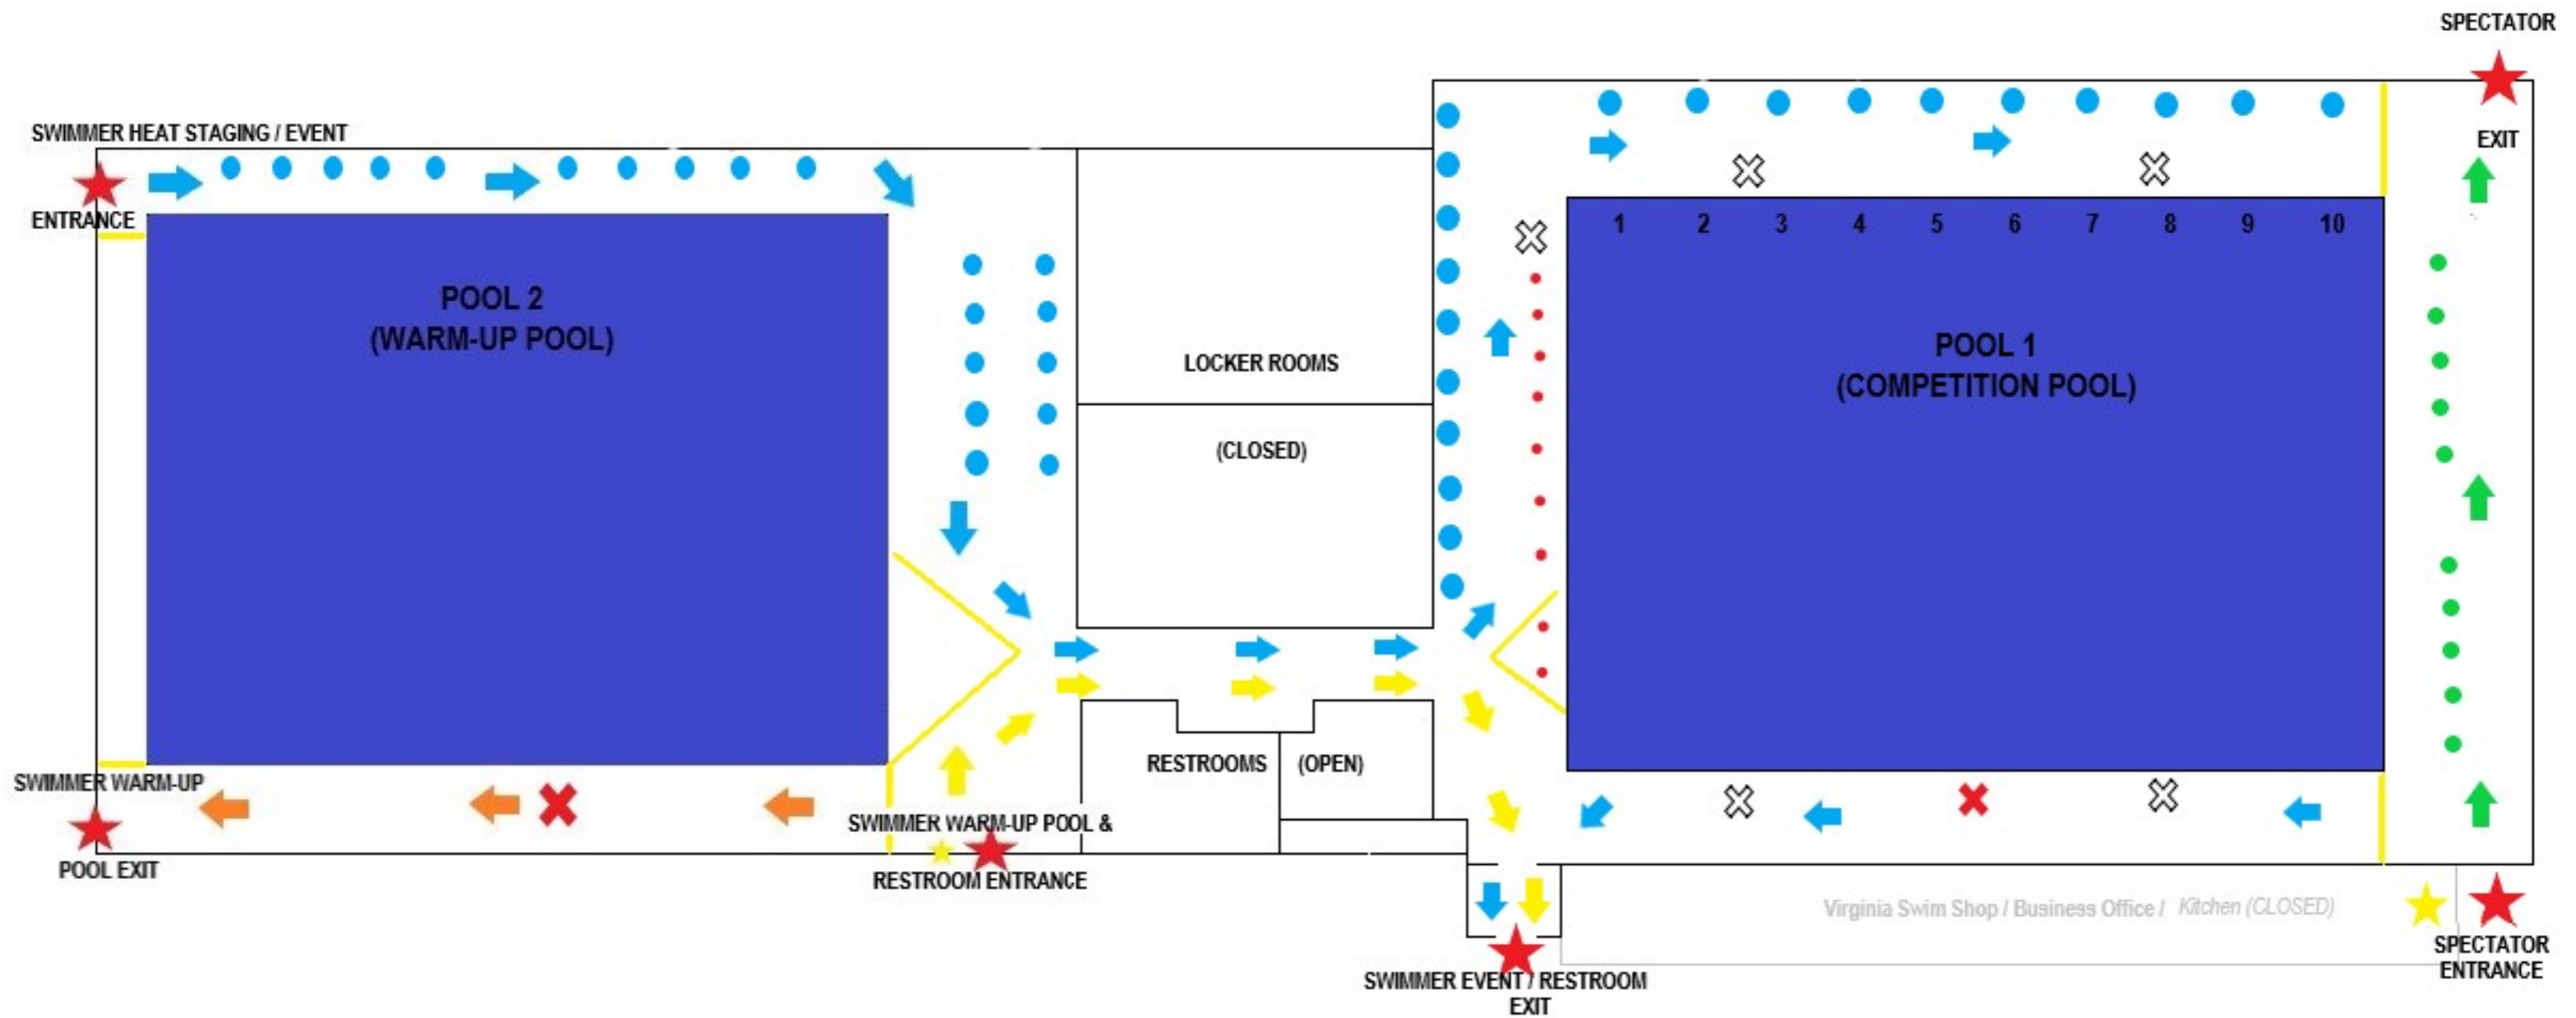 SPECTATOR
EXIT
SWIMMER HEAT STAGING / EVENT
ENTRANCE
POOL 2
(WARM-UP POOL)
LOCKER ROOMS
(CLOSED)
1 2 3 4 5 6 7 8 9 10
POOL 1
(COMPETITION POOL)
SWIMMER WARM-UP
POOL EXIT
RESTROOMS (OPEN)
SWIMMER WARM-UP POOL &
RESTROOM ENTRANCE
Virginia Swim Shop / Business Office / Kitchen (CLOSED)
SPECTATOR
ENTRANCE
SWIMMER EVENT / RESTROOM
EXIT